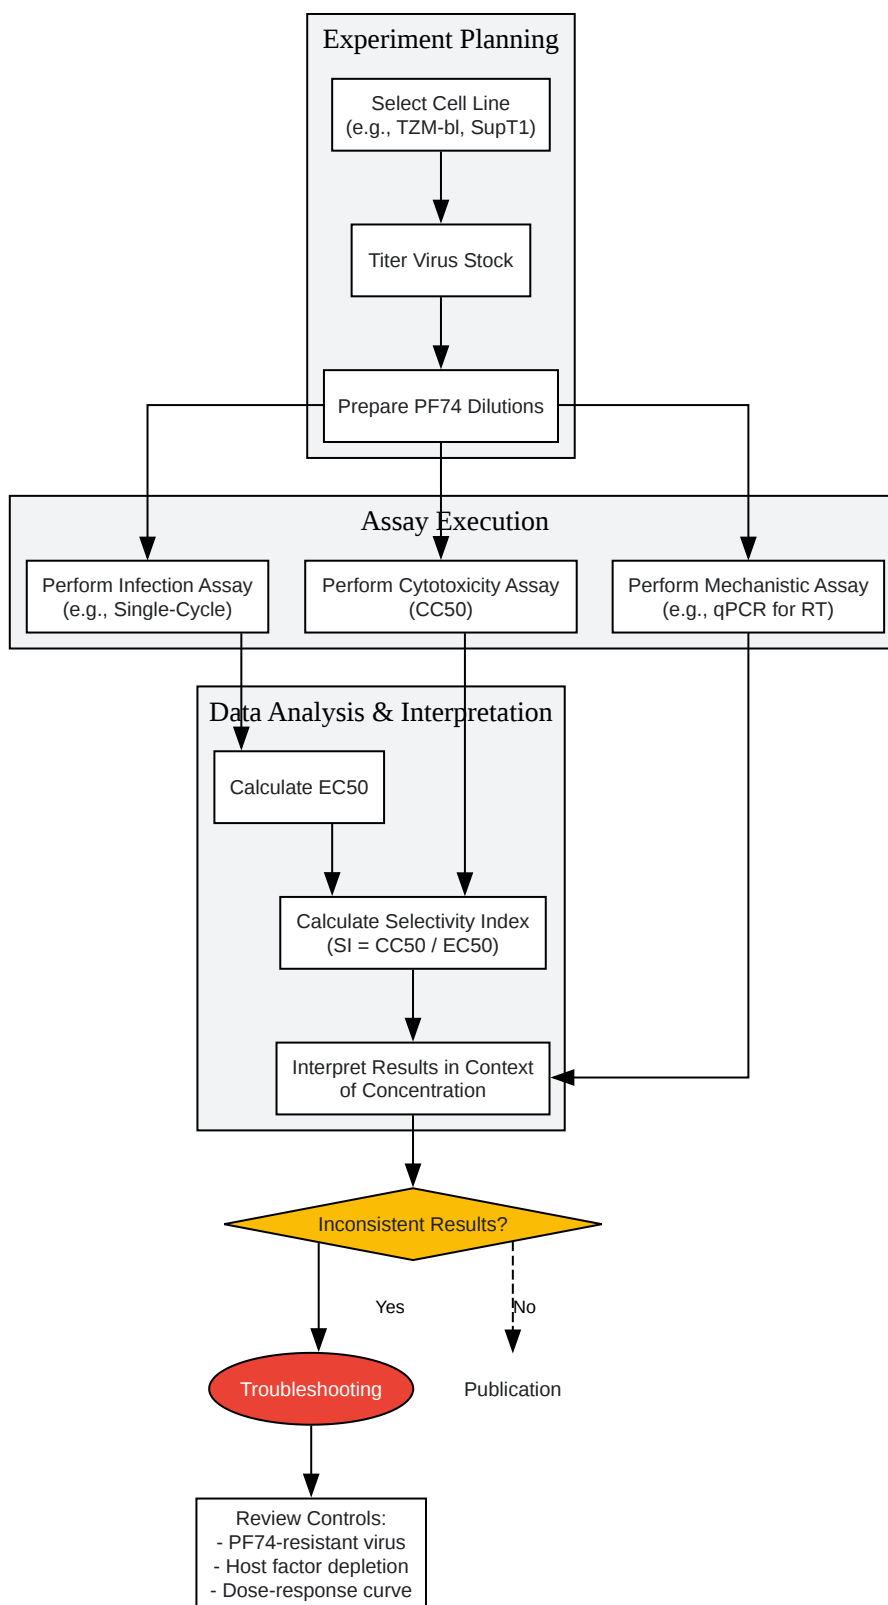 Experiment Planning
Select Cell Line
(e.g., TZM-bl, SupT1)
Titer Virus Stock
Prepare PF74 Dilutions
Assay Execution
Perform Infection Assay
(e.g., Single-Cycle)
Perform Cytotoxicity Assay
(CC50)
Perform Mechanistic Assay
(e.g., qPCR for RT)
Data Analysis & Interpretation
Calculate EC50
Calculate Selectivity Index
(SI = CC50 / EC50)
Interpret Results in Context
of Concentration
Inconsistent Results?
Yes
No
Troubleshooting
Publication
Review Controls:
- PF74-resistant virus
- Host factor depletion
- Dose-response curve